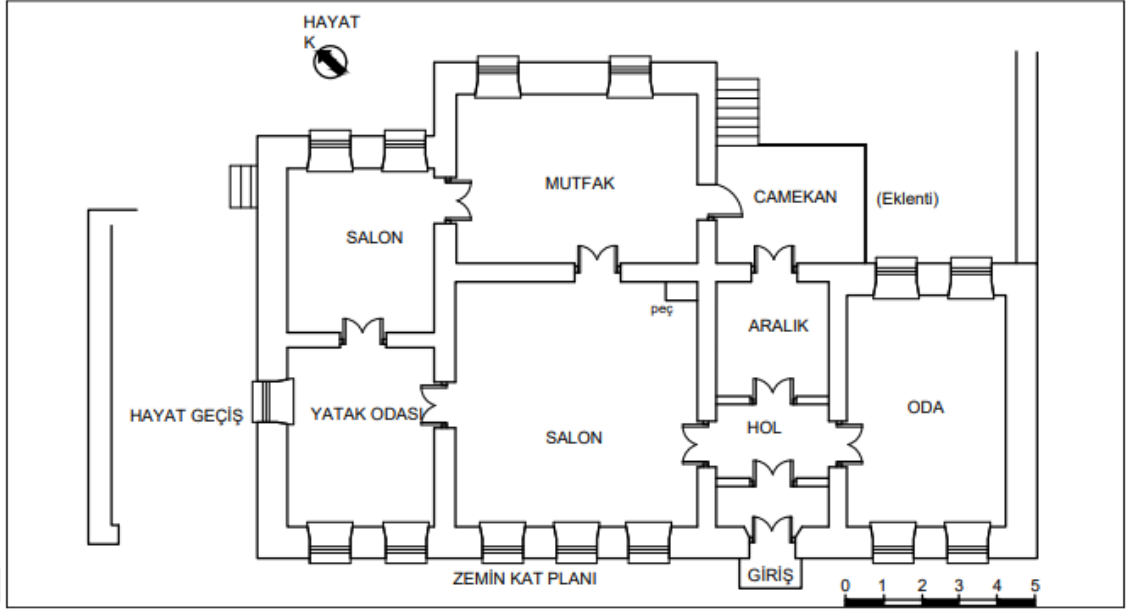 HAYAT
K
MUTFAK
CAMEKAN
(Eklenti)
SALON
peç
ARALIK
HAYAT GEÇİŞ
YATAK ODASI
SALON
HOL
ODA
ZEMİN KAT PLANI
GİRİŞ
0 1 2 3 4 5